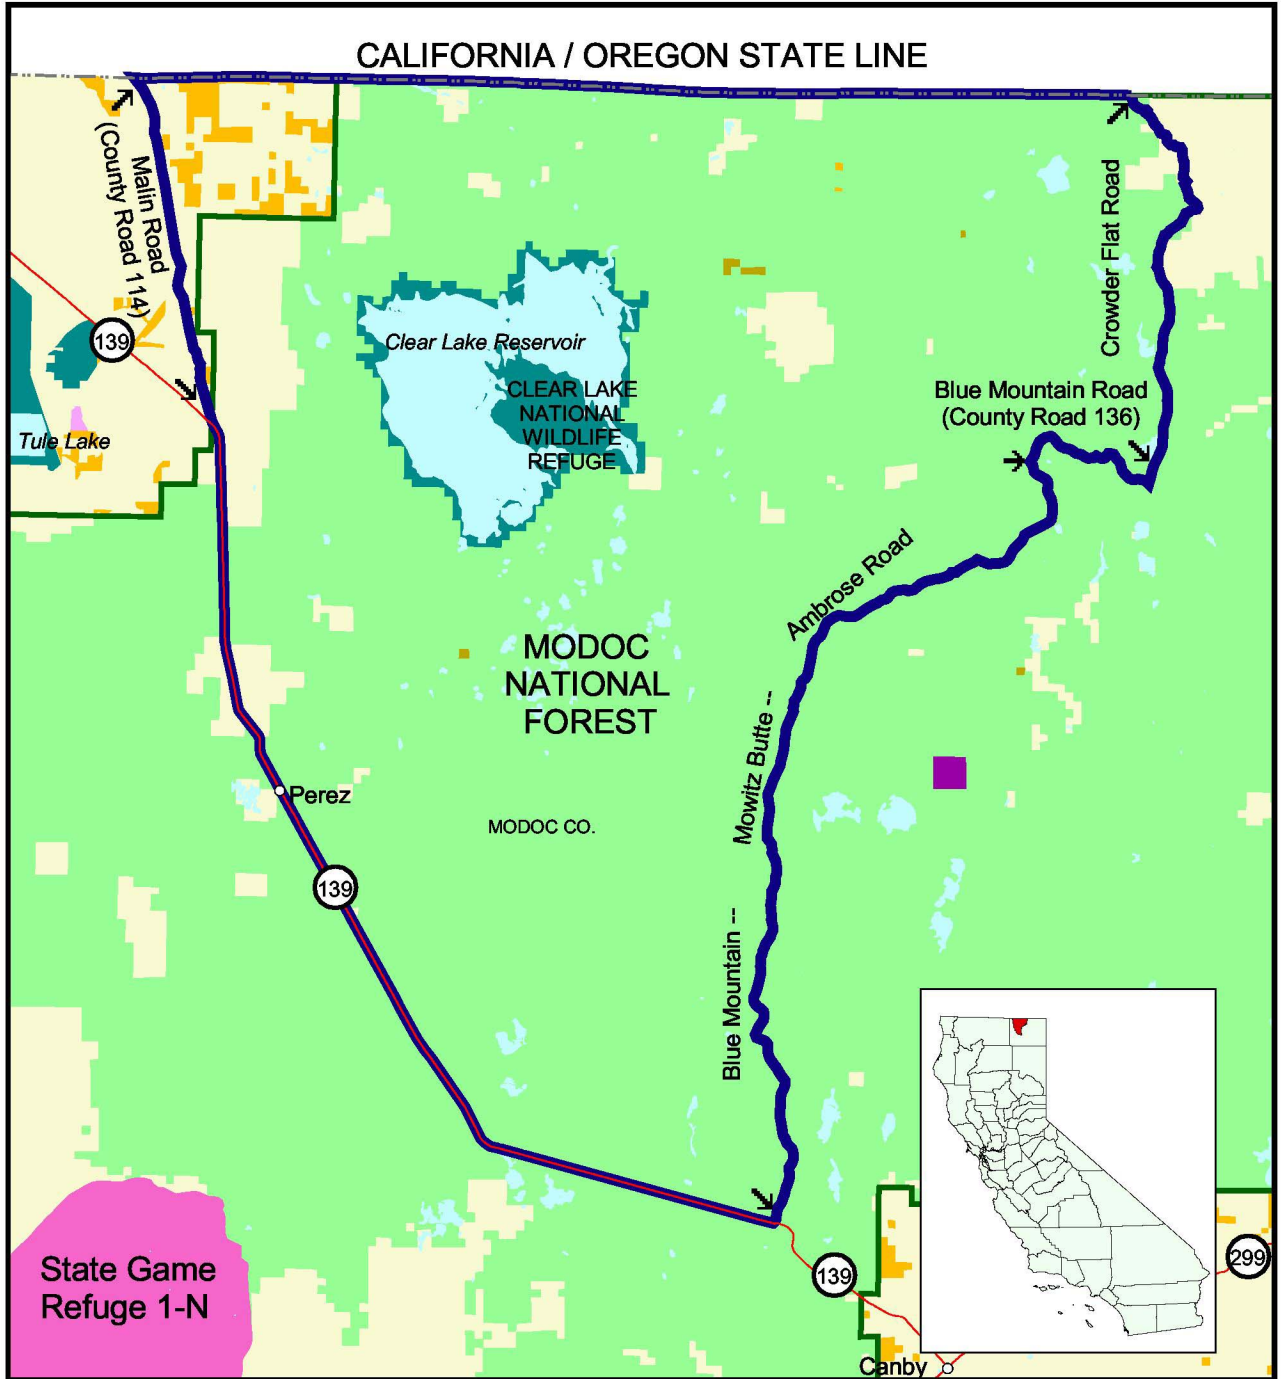 CALIFORNIA / OREGON STATE LINE
Malin Road
(County Road 114)
Crowder Flat Road
139
Clear Lake Reservoir
CLEAR LAKE
NATIONAL
WILDLIFE
REFUGE
Blue Mountain Road
(County Road 136)
Tule Lake
Ambrose Road
MODOC
NATIONAL
FOREST
Mowitz Butte --
Perez
MODOC CO.
139
Blue Mountain --
State Game
Refuge 1-N
139
299
Canby